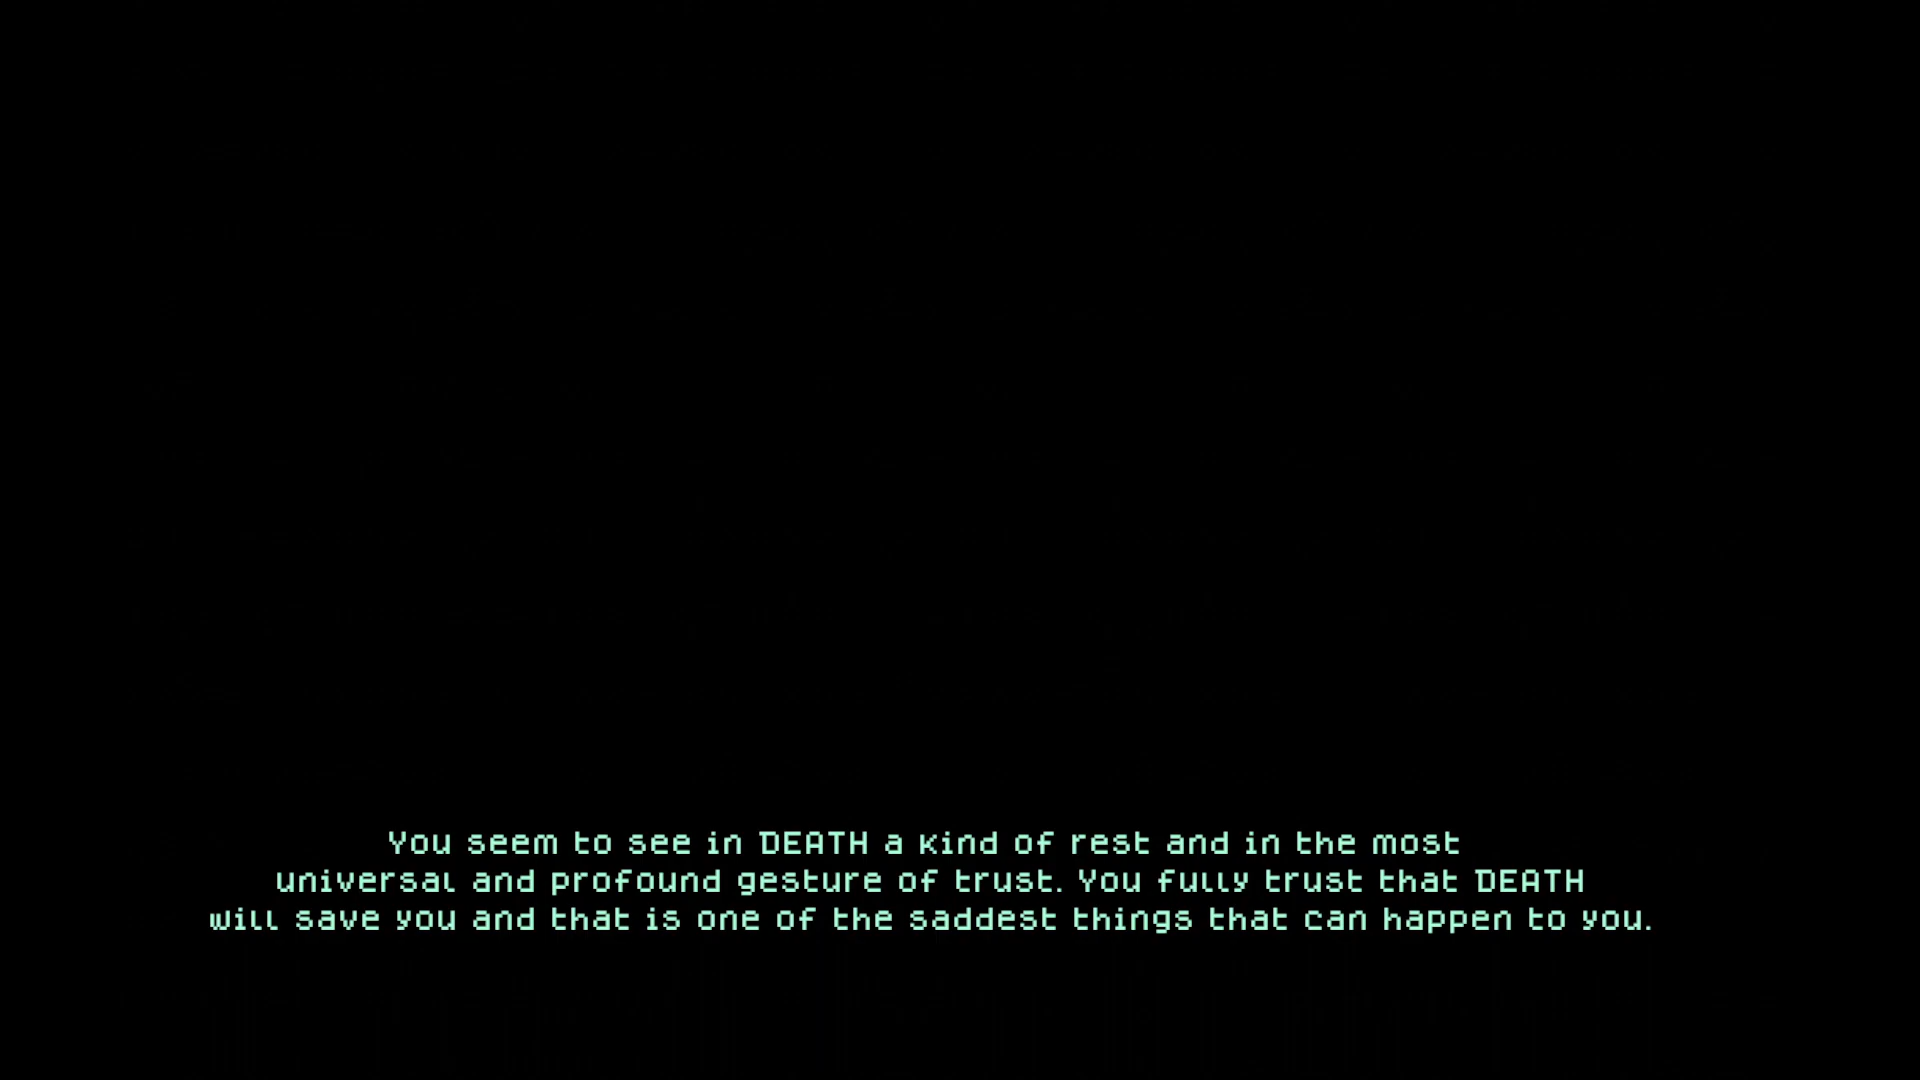 You seem to see in DEATH a kind of rest and in the most
universal and profound gesture of trust. You fully trust that DEATH
will save you and that is one of the saddest things that can happen to you.